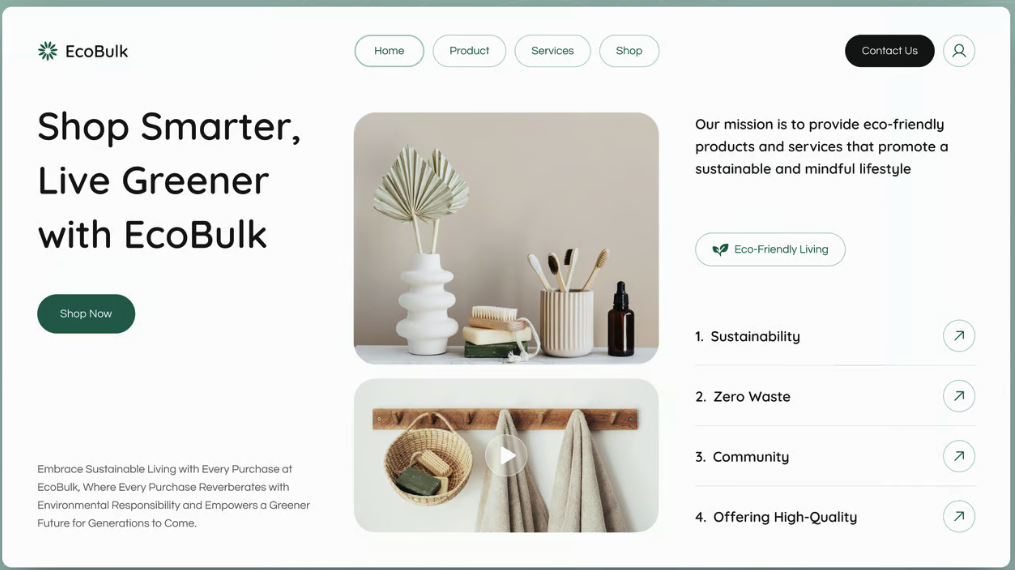 EcoBulk
Home
Product
Services
Shop
Contact Us
Shop Smarter,
Live Greener
with EcoBulk
Shop Now
Embrace Sustainable Living with Every Purchase at
EcoBulk, Where Every Purchase Reverberates with
Environmental Responsibility and Empowers a Greener
Future for Generations to Come.
Our mission is to provide eco-friendly
products and services that promote a
sustainable and mindful lifestyle
Eco-Friendly Living
1. Sustainability
2. Zero Waste
3. Community
4. Offering High-Quality